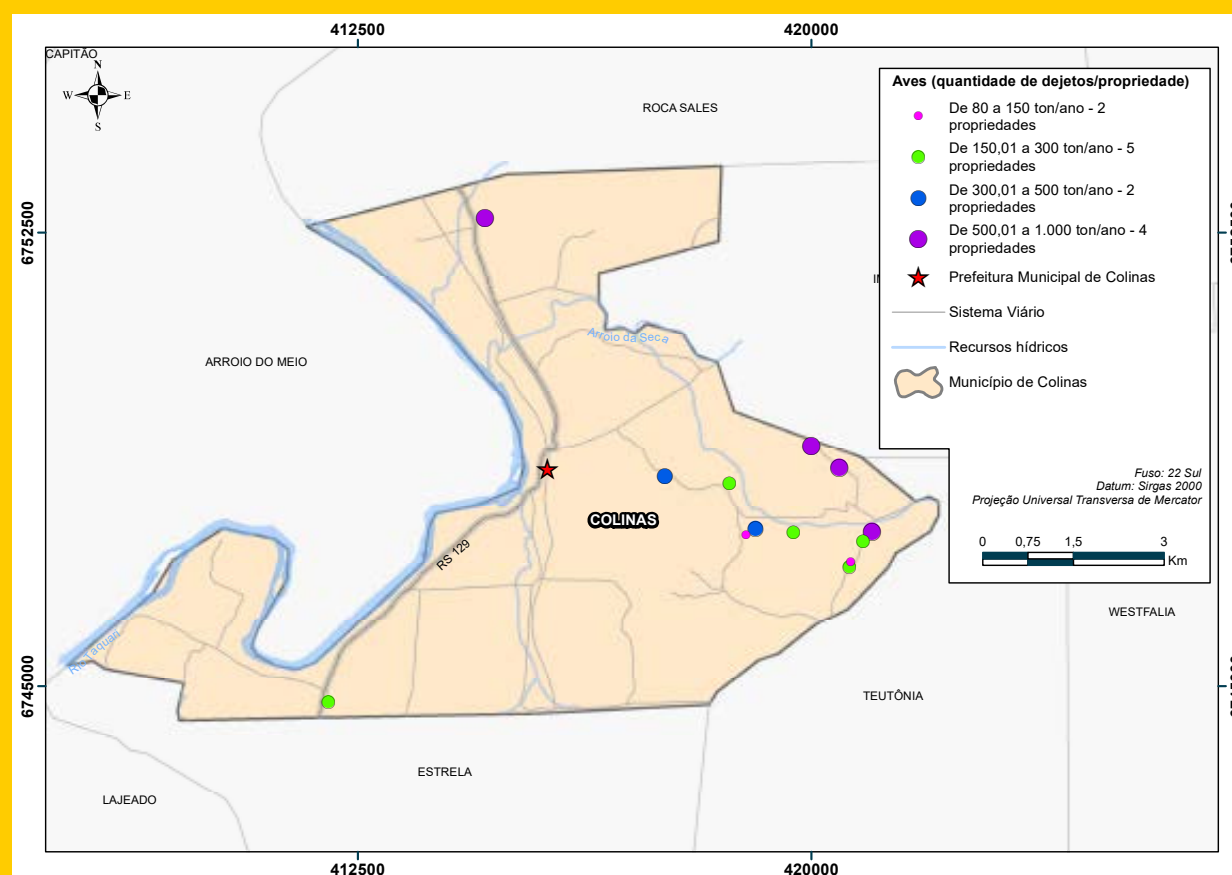 412500
420000
CAPITÃO
N
W
E
S
ROCA SALES
Aves (quantidade de dejetos/propriedade)
De 80 a 150 ton/ano - 2
propriedades
De 150,01 a 300 ton/ano - 5
propriedades
De 300,01 a 500 ton/ano - 2
propriedades
De 500,01 a 1.000 ton/ano - 4
propriedades
Prefeitura Municipal de Colinas
Sistema Viário
Recursos hídricos
Município de Colinas
6752500
Arroio da Seca
ARROIO DO MEIO
Fuso: 22 Sul
Datum: Sirgas 2000
Projeção Universal Transversa de Mercator
0 0,75 1,5 3
Km
COLINAS
RS 129
WESTFALIA
Rio Taquari
6745000
TEUTÔNIA
ESTRELA
LAJEADO
412500
420000